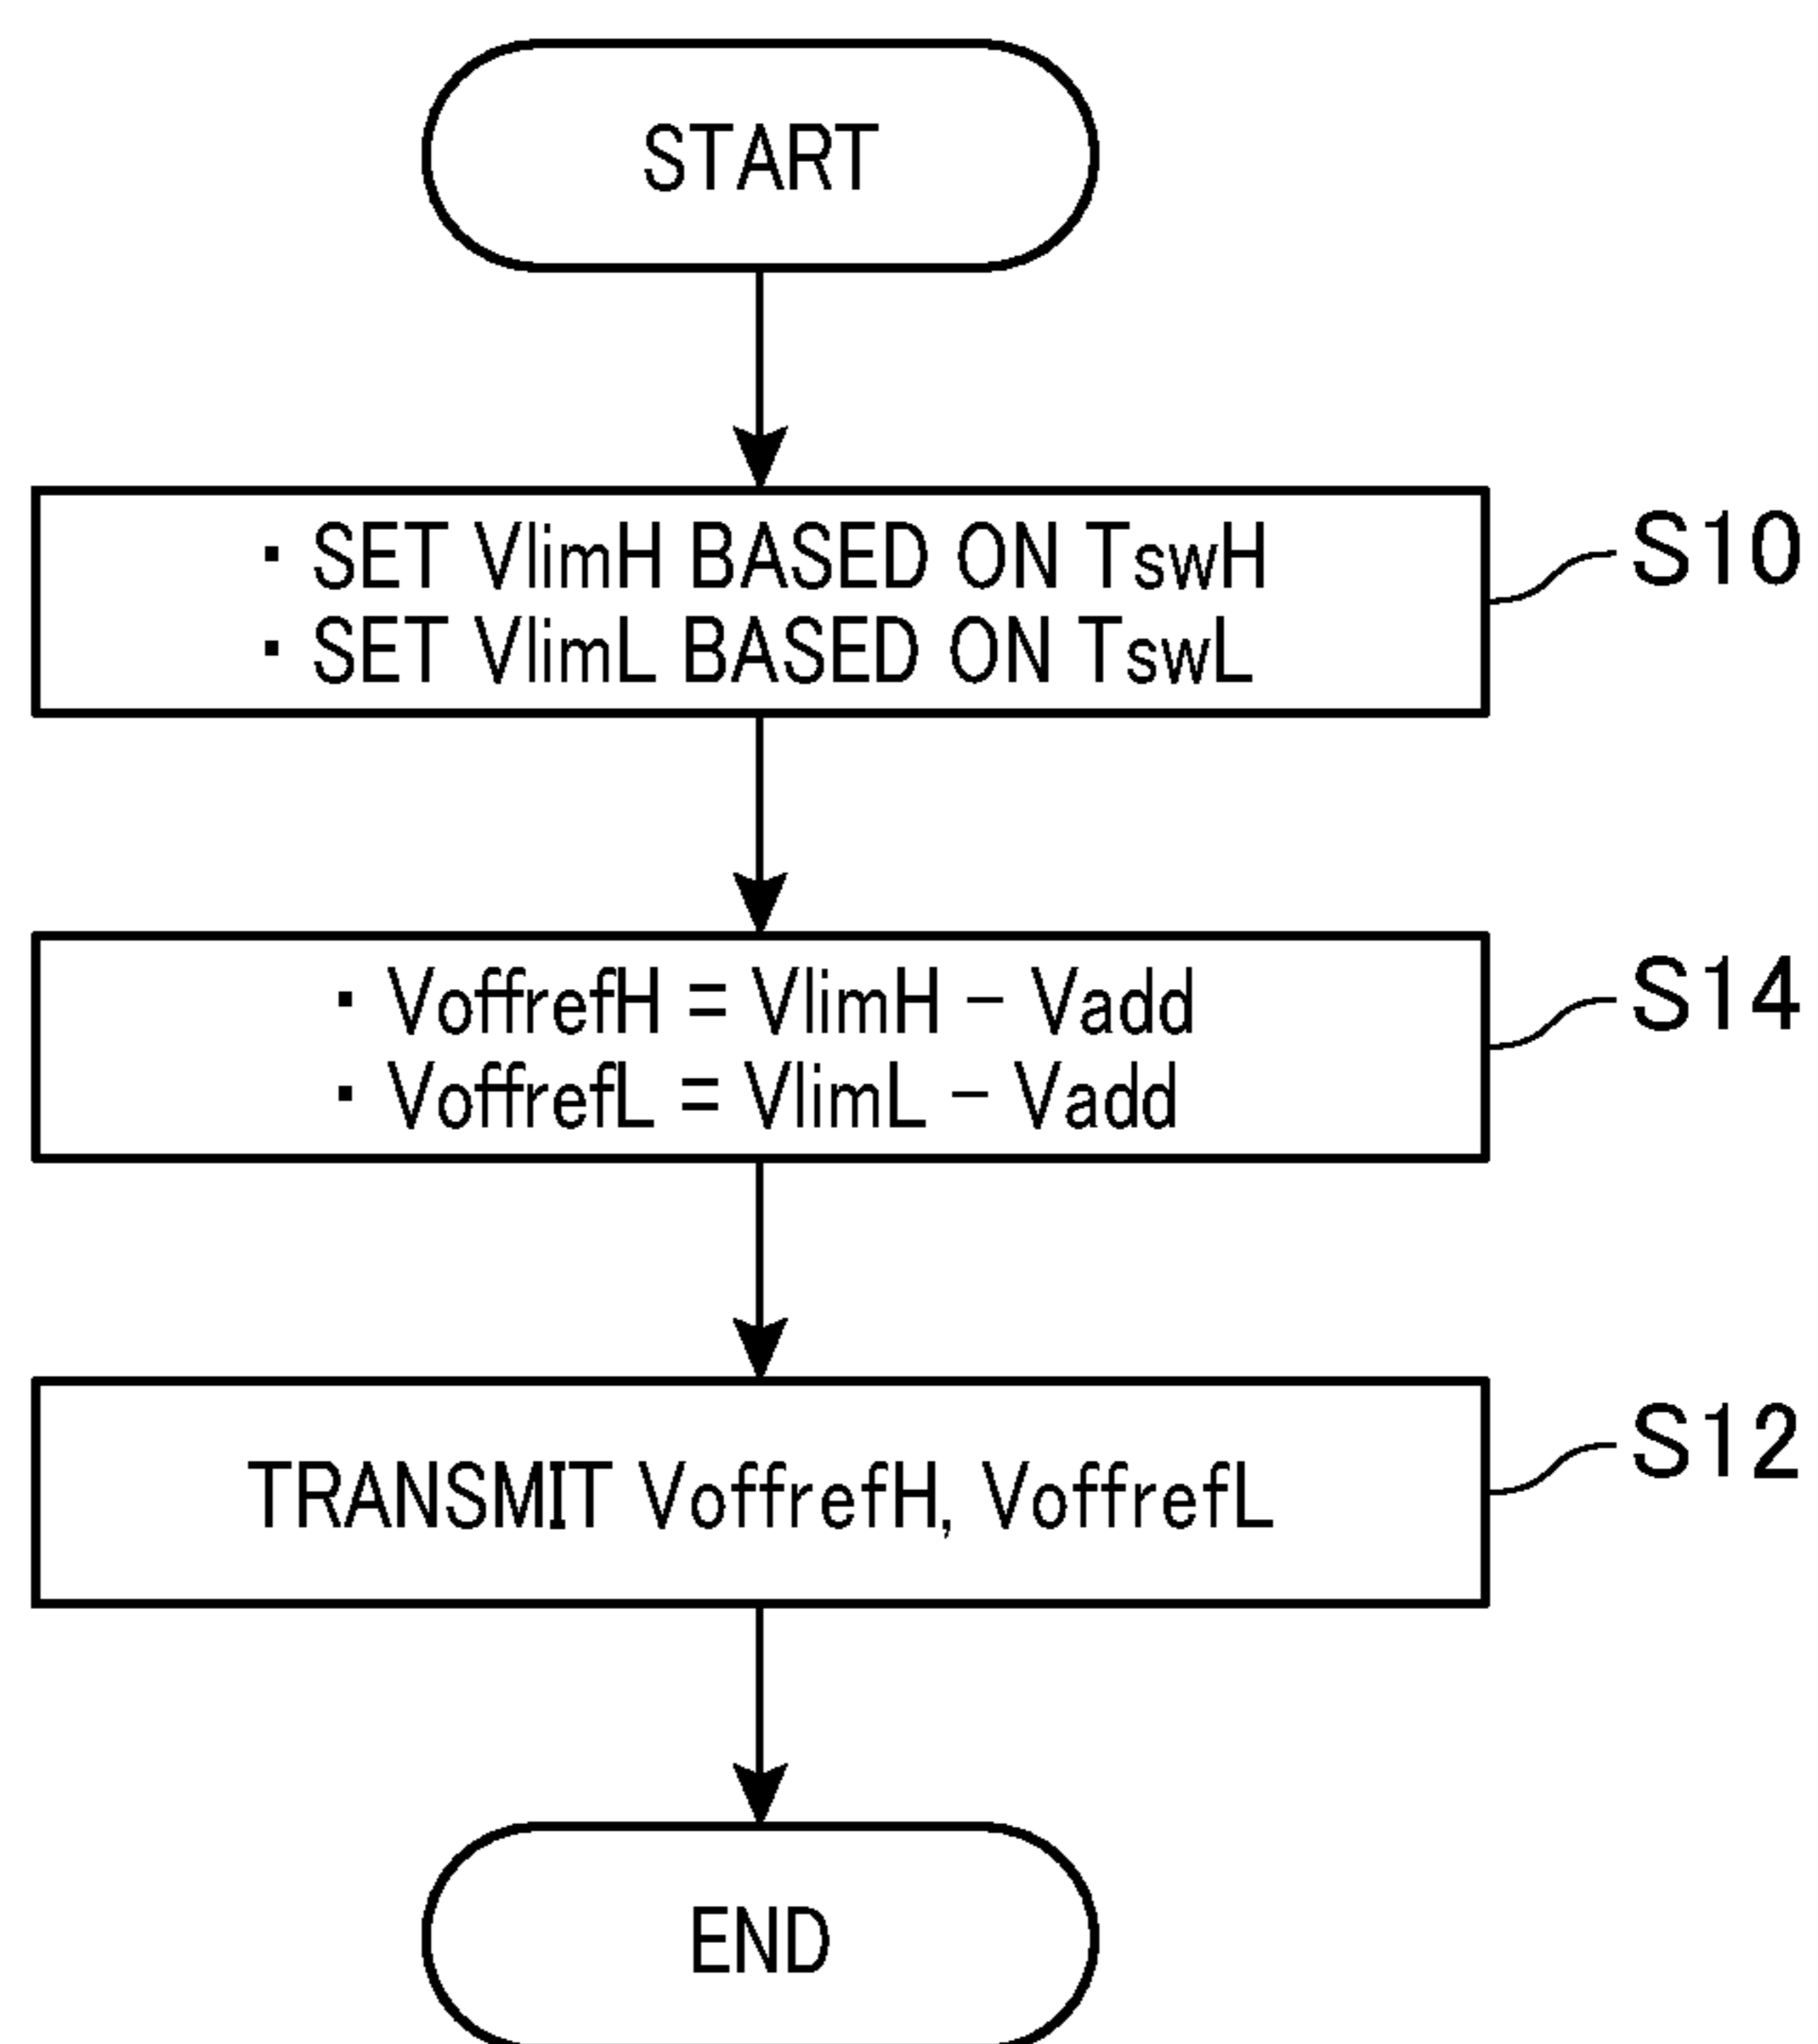 START
・SET VlimH BASED ON TswH
・SET VlimL BASED ON TswL
S10
・VoffrefH = VlimH − Vadd
・VoffrefL = VlimL − Vadd
S14
TRANSMIT VoffrefH, VoffrefL
S12
END